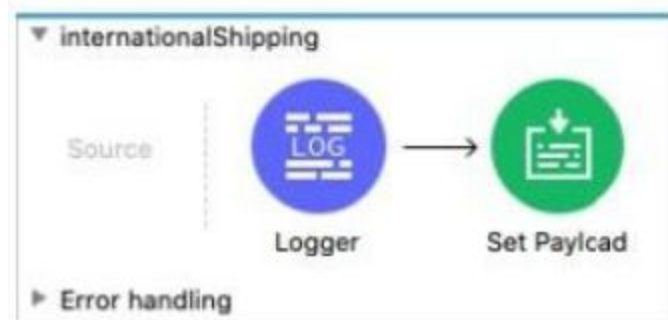 internationalShipping
Source
LOG
Logger
Set Paylcad
Error handling